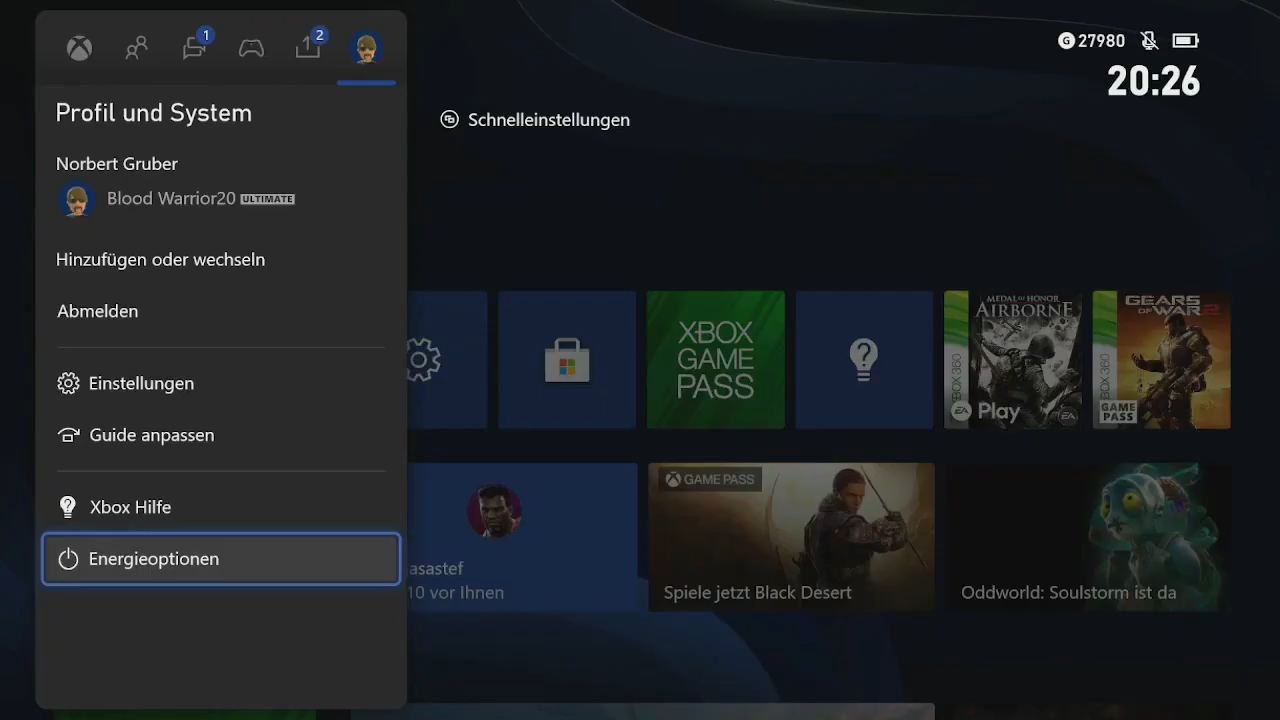 1
2
Profil und System
Norbert Gruber
Blood Warrior20 ULTIMATE
Hinzufügen oder wechseln
Abmelden
Einstellungen
Guide anpassen
Xbox Hilfe
Energieoptionen
G 27980
20:26
Schnelleinstellungen
XBOX
GAME
PASS
XBOX 360
MEDAL OF HONOR
AIRBORNE
EA Play
EA
XBOX 360
GEARS
OF WAR 2
GAME
PASS
asastef
10 vor Ihnen
GAME PASS
Spiele jetzt Black Desert
Oddworld: Soulstorm ist da